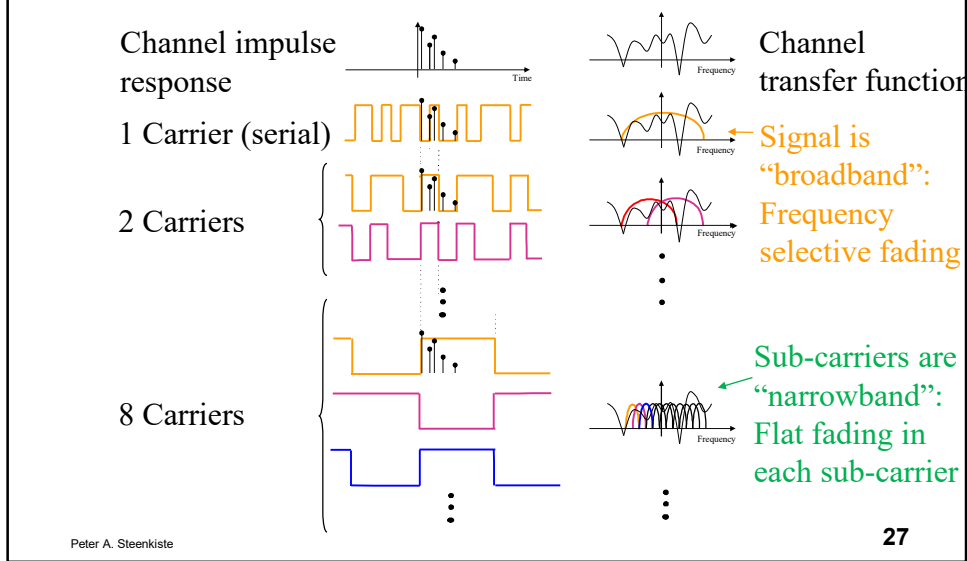 Channel impulse
response
Time
Frequency
Channel
transfer function
1 Carrier (serial)
Frequency
Signal is
“broadband”:
Frequency
selective fading
2 Carriers
Frequency
8 Carriers
Frequency
Sub-carriers are
“narrowband”:
Flat fading in
each sub-carrier
Peter A. Steenkiste
27